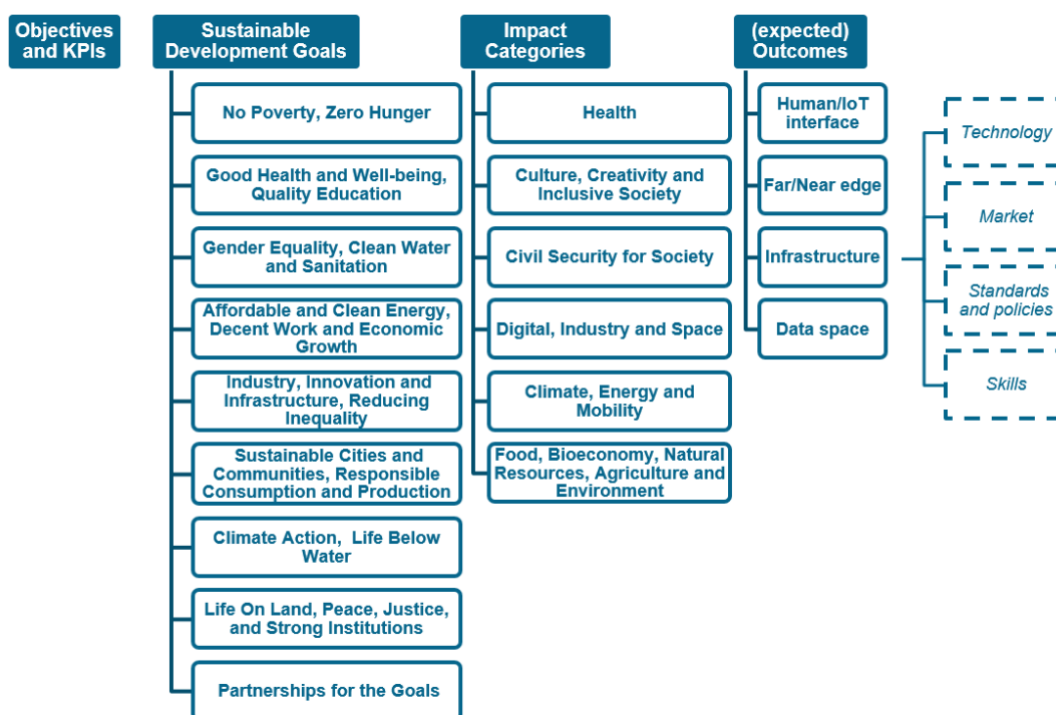 Objectives
and KPIs
Sustainable
Development Goals
No Poverty, Zero Hunger
Good Health and Well-being,
Quality Education
Gender Equality, Clean Water
and Sanitation
Affordable and Clean Energy,
Decent Work and Economic
Growth
Industry, Innovation and
Infrastructure, Reducing
Inequality
Sustainable Cities and
Communities, Responsible
Consumption and Production
Climate Action,  Life Below
Water
Life On Land, Peace, Justice,
and Strong Institutions
Partnerships for the Goals
Impact
Categories
Health
Culture, Creativity and
Inclusive Society
Civil Security for Society
Digital, Industry and Space
Climate, Energy and
Mobility
Food, Bioeconomy, Natural
Resources, Agriculture and
Environment
(expected)
Outcomes
Human/IoT
interface
Far/Near edge
Infrastructure
Data space
Technology
Market
Standards
and policies
Skills